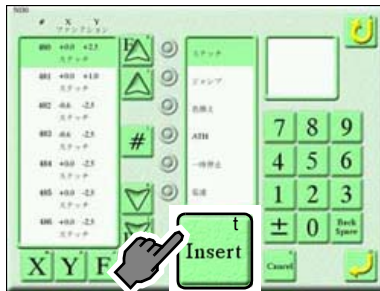 # X Y
ファンクション
480 +0.0 +2.5
ステッチ
481 +0.0 +1.0
ステッチ
482 -0.6 -2.5
ステッチ
483 -0.6 -2.5
ステッチ
484 +0.0 -2.5
ステッチ
485 +0.0 -2.5
ステッチ
486 +0.0 -2.5
ステッチ
#
X Y F
ステッチ
ジャンプ
色換え
ATH
一時停止
低速
t
Insert
7 8 9
4 5 6
1 2 3
± 0 Back Space
Cancel